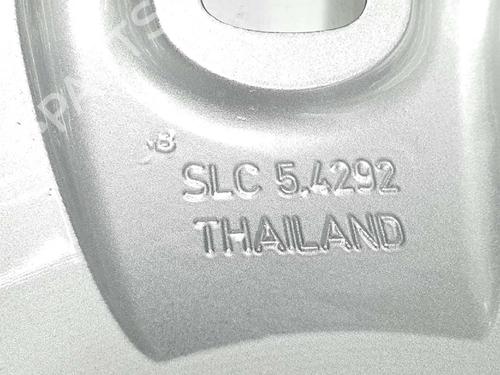 B
SLC 5.4292
THAILAND